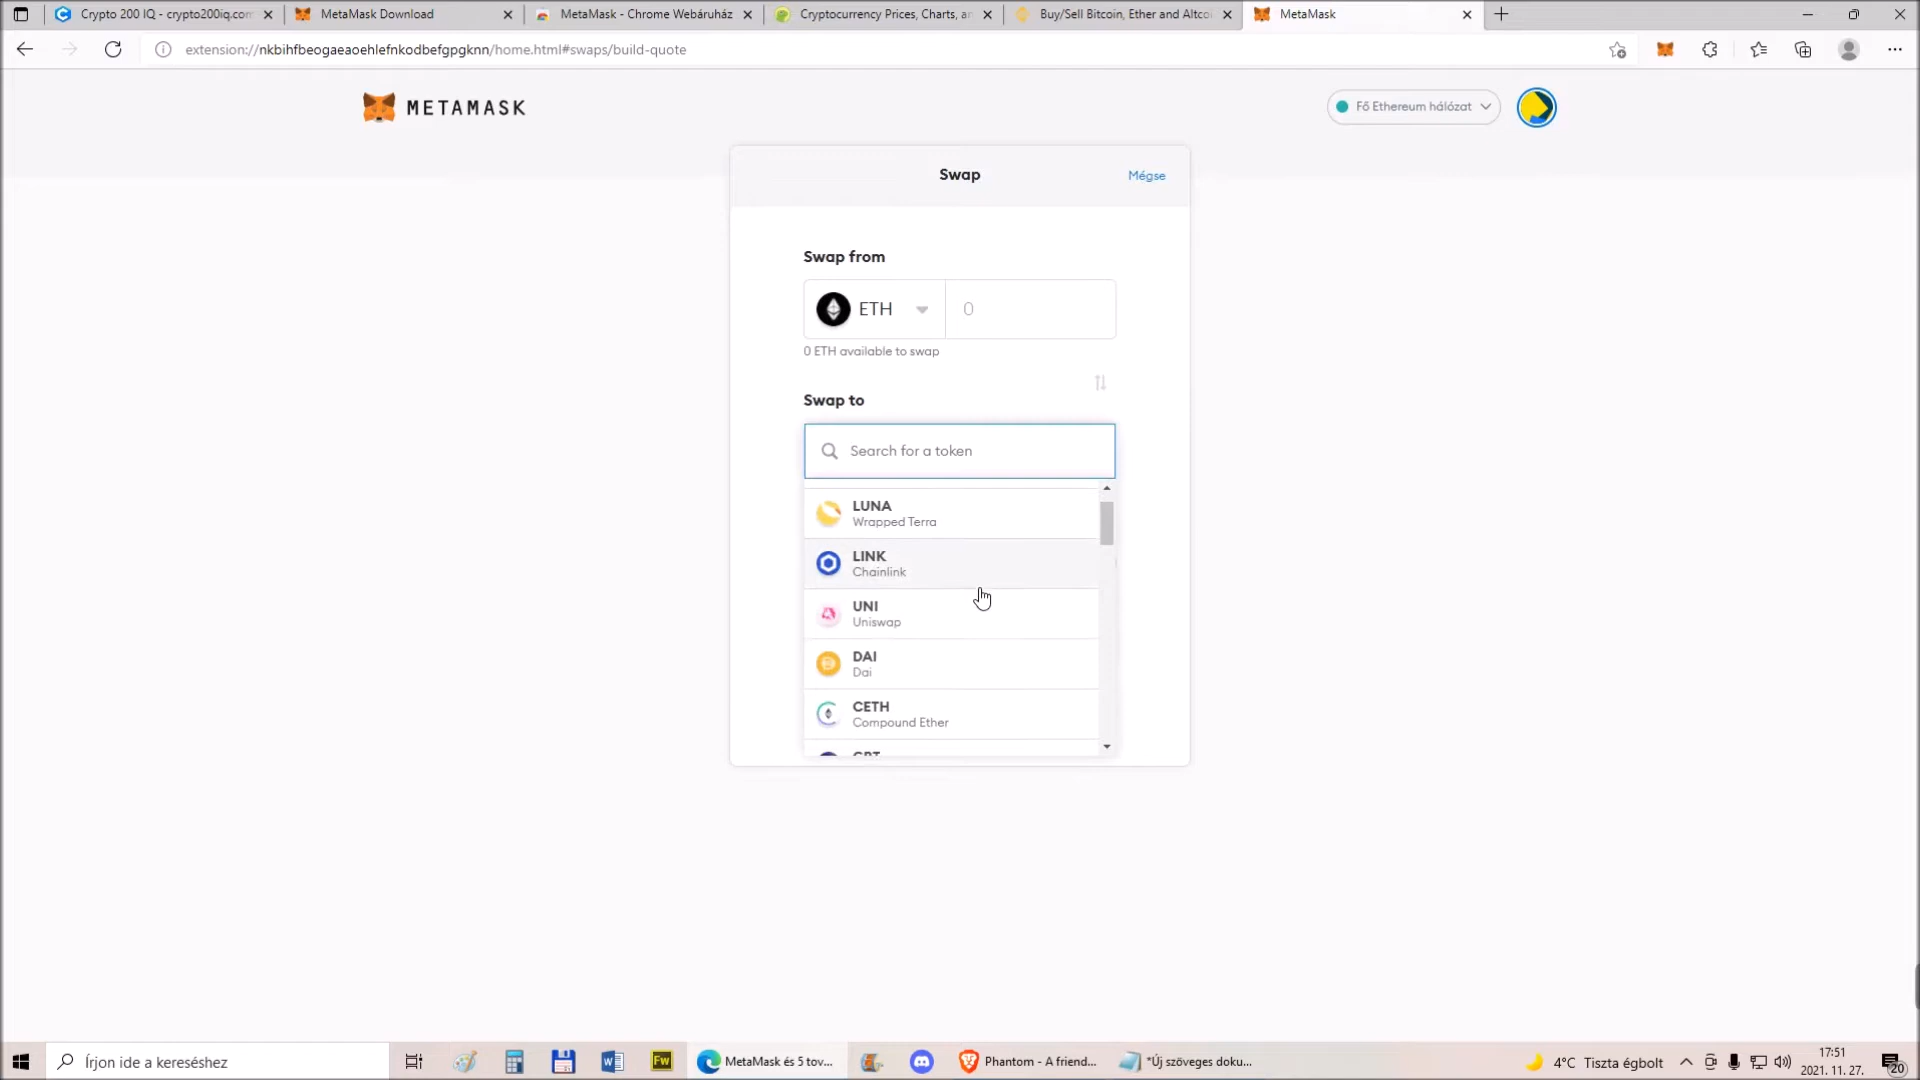 Crypto 200 IQ - crypto200iq.com
MetaMask Download
MetaMask - Chrome Webáruház
Cryptocurrency Prices, Charts, an
Buy/Sell Bitcoin, Ether and Altcoi
MetaMask
extension://nkbihfbeogaeaoehlefnkodbefgpgknn/home.html#swaps/build-quote
METAMASK
Fő Ethereum hálózat
Swap
Mégse
Swap from
ETH
0
0 ETH available to swap
Swap to
Search for a token
LUNA
Wrapped Terra
LINK
Chainlink
UNI
Uniswap
DAI
Dai
CETH
Compound Ether
Írjon ide a kereséshez
Fw
MetaMask és 5 tov...
Phantom - A friend...
*Új szöveges doku...
4°C Tiszta égbolt
17:51
2021. 11. 27.
20